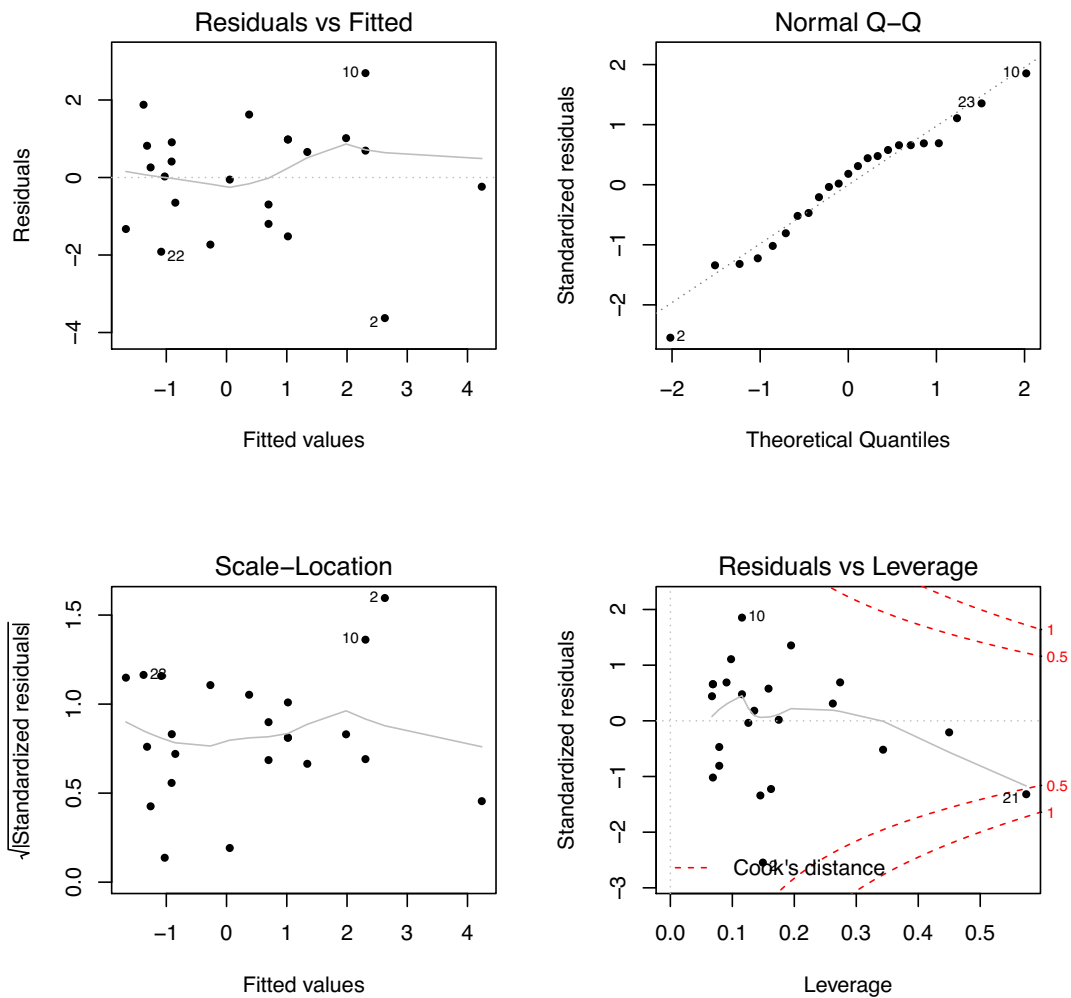 Residuals vs Fitted
Residuals
2
0
−2
−4
10
22
2
−1 0 1 2 3 4
Fitted values
Normal Q−Q
Standardized residuals
2
1
0
−1
−2
10
23
2
−2 −1 0 1 2
Theoretical Quantiles
Scale−Location
√|Standardized residuals|
1.5
1.0
0.5
0.0
2
10
−1 0 1 2 3 4
Fitted values
Residuals vs Leverage
Standardized residuals
2
1
0
−1
−2
−3
10
21
1
0.5
0.5
1
Cook's distance
0.0 0.1 0.2 0.3 0.4 0.5
Leverage